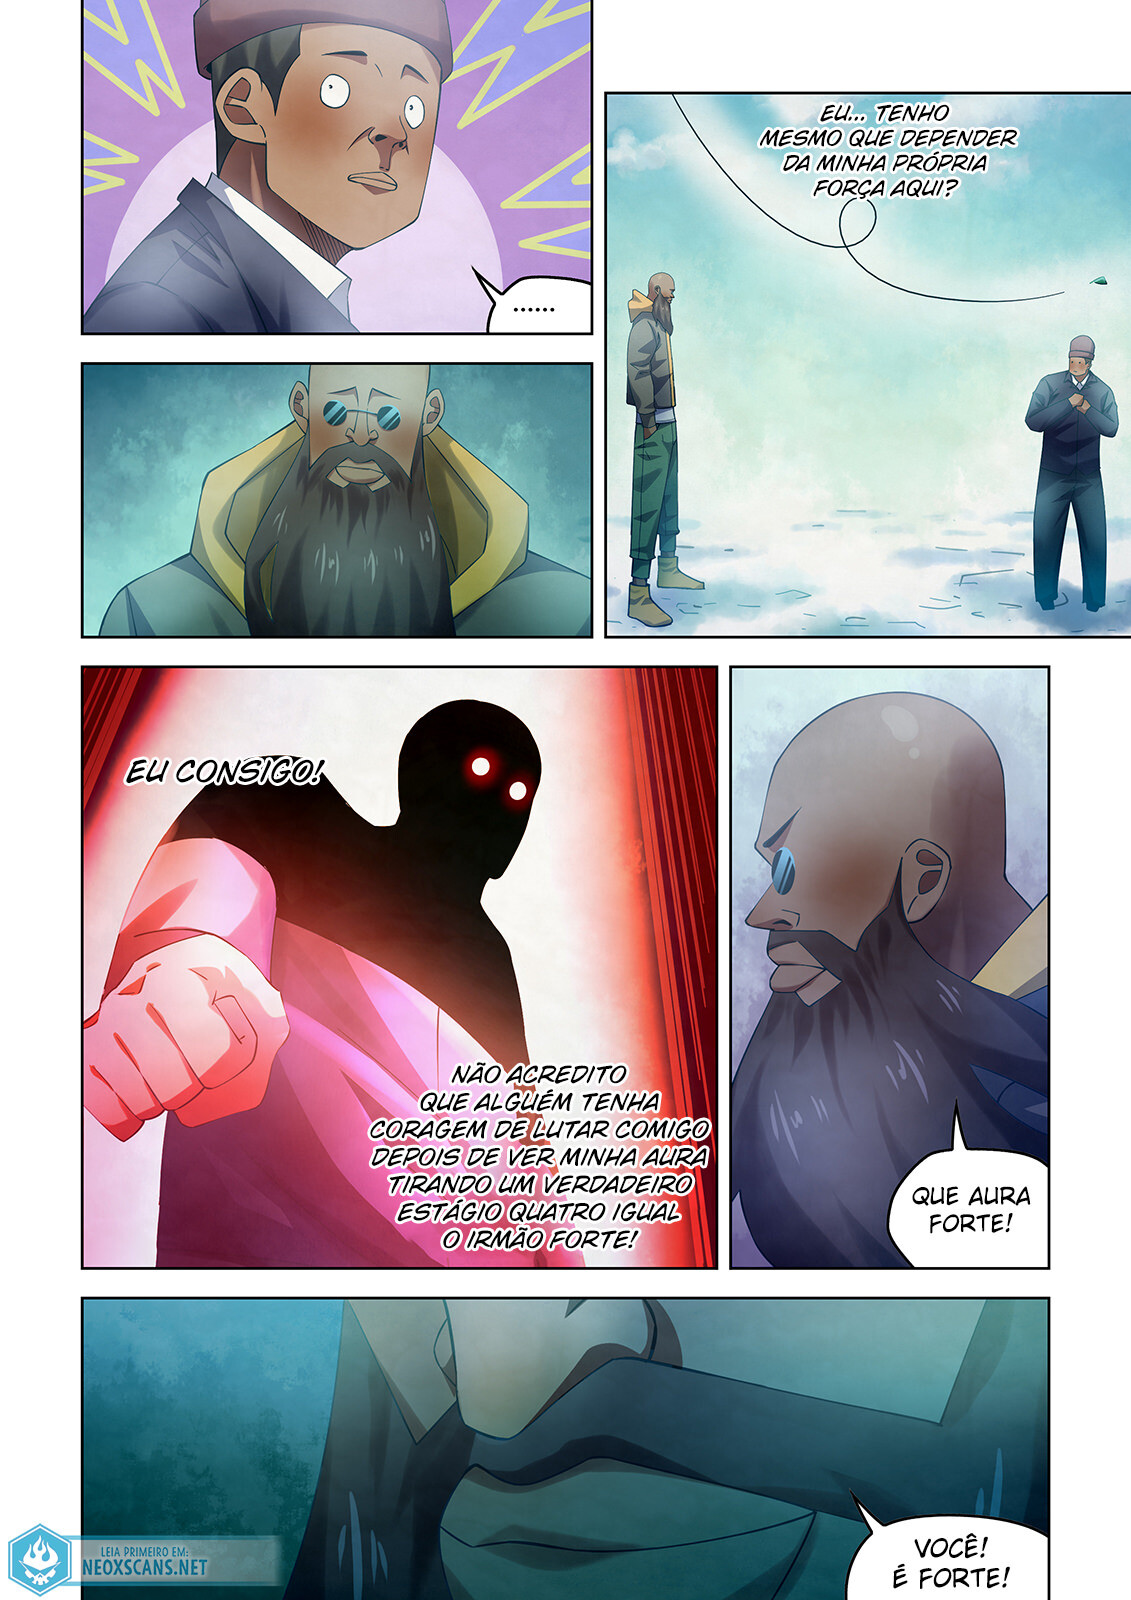 ......
EU... TENHO
MESMO QUE DEPENDER
DA MINHA PRÓPRIA
FORÇA AQUI?
EU CONSIGO!
NÃO ACREDITO
QUE ALGUÉM TENHA
CORAGEM DE LUTAR COMIGO
DEPOIS DE VER MINHA AURA
TIRANDO UM VERDADEIRO
ESTÁGIO QUATRO IGUAL
O IRMÃO FORTE!
QUE AURA
FORTE!
VOCÊ!
É FORTE!
LEIA PRIMEIRO EM:
NEOXSCANS.NET